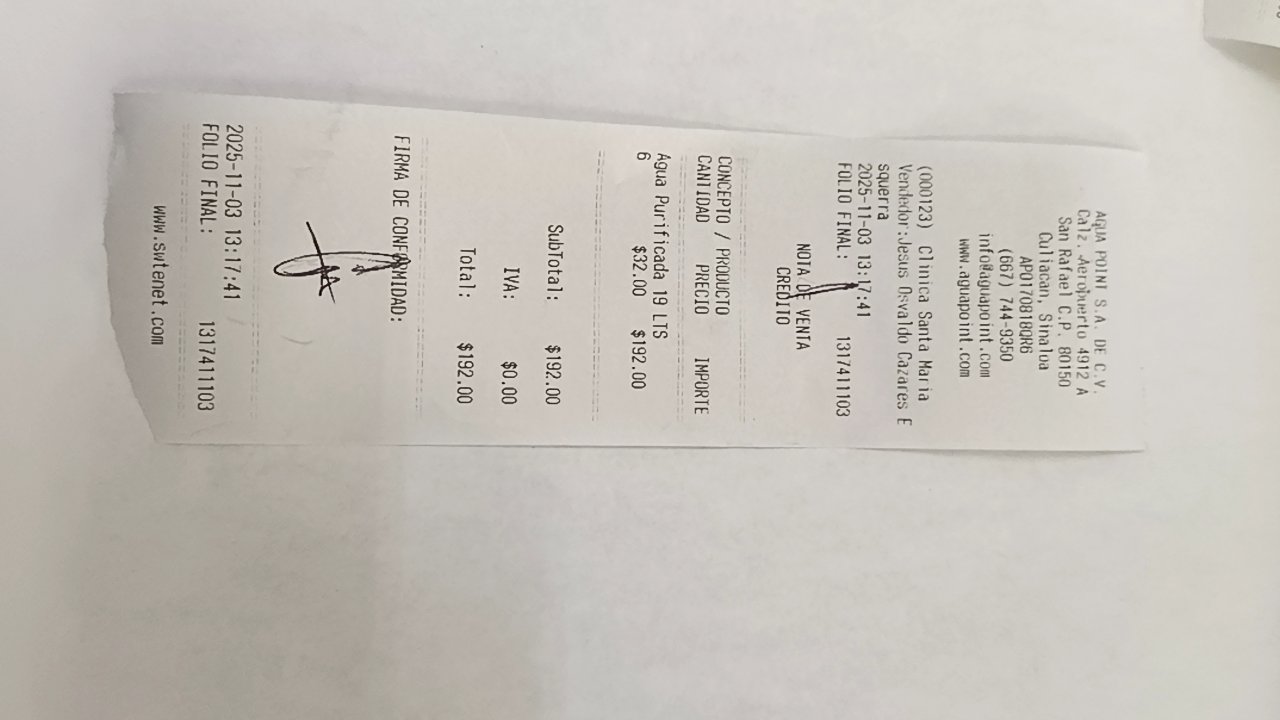 AQUA POINT S.A. DE C.V.
Calz. Aeropuerto 4912 A
San Rafael C.P. 80150
Culiacan, Sinaloa
APO170818QR6
(667) 744-9350
info@aguapoint.com
www.aguapoint.com
(000123) Clinica Santa Maria
Vendedor:Jesus Osvaldo Cazares E
squerra
2025-11-03 13:17:41
FOLIO FINAL: 1317411103
NOTA DE VENTA
CREDITO
CONCEPTO / PRODUCTO
CANTIDAD PRECIO IMPORTE
Agua Purificada 19 LTS
6 $32.00 $192.00
SubTotal: $192.00
IVA: $0.00
Total: $192.00
FIRMA DE CONFORMIDAD:
2025-11-03 13:17:41
FOLIO FINAL: 1317411103
www.swtenet.com